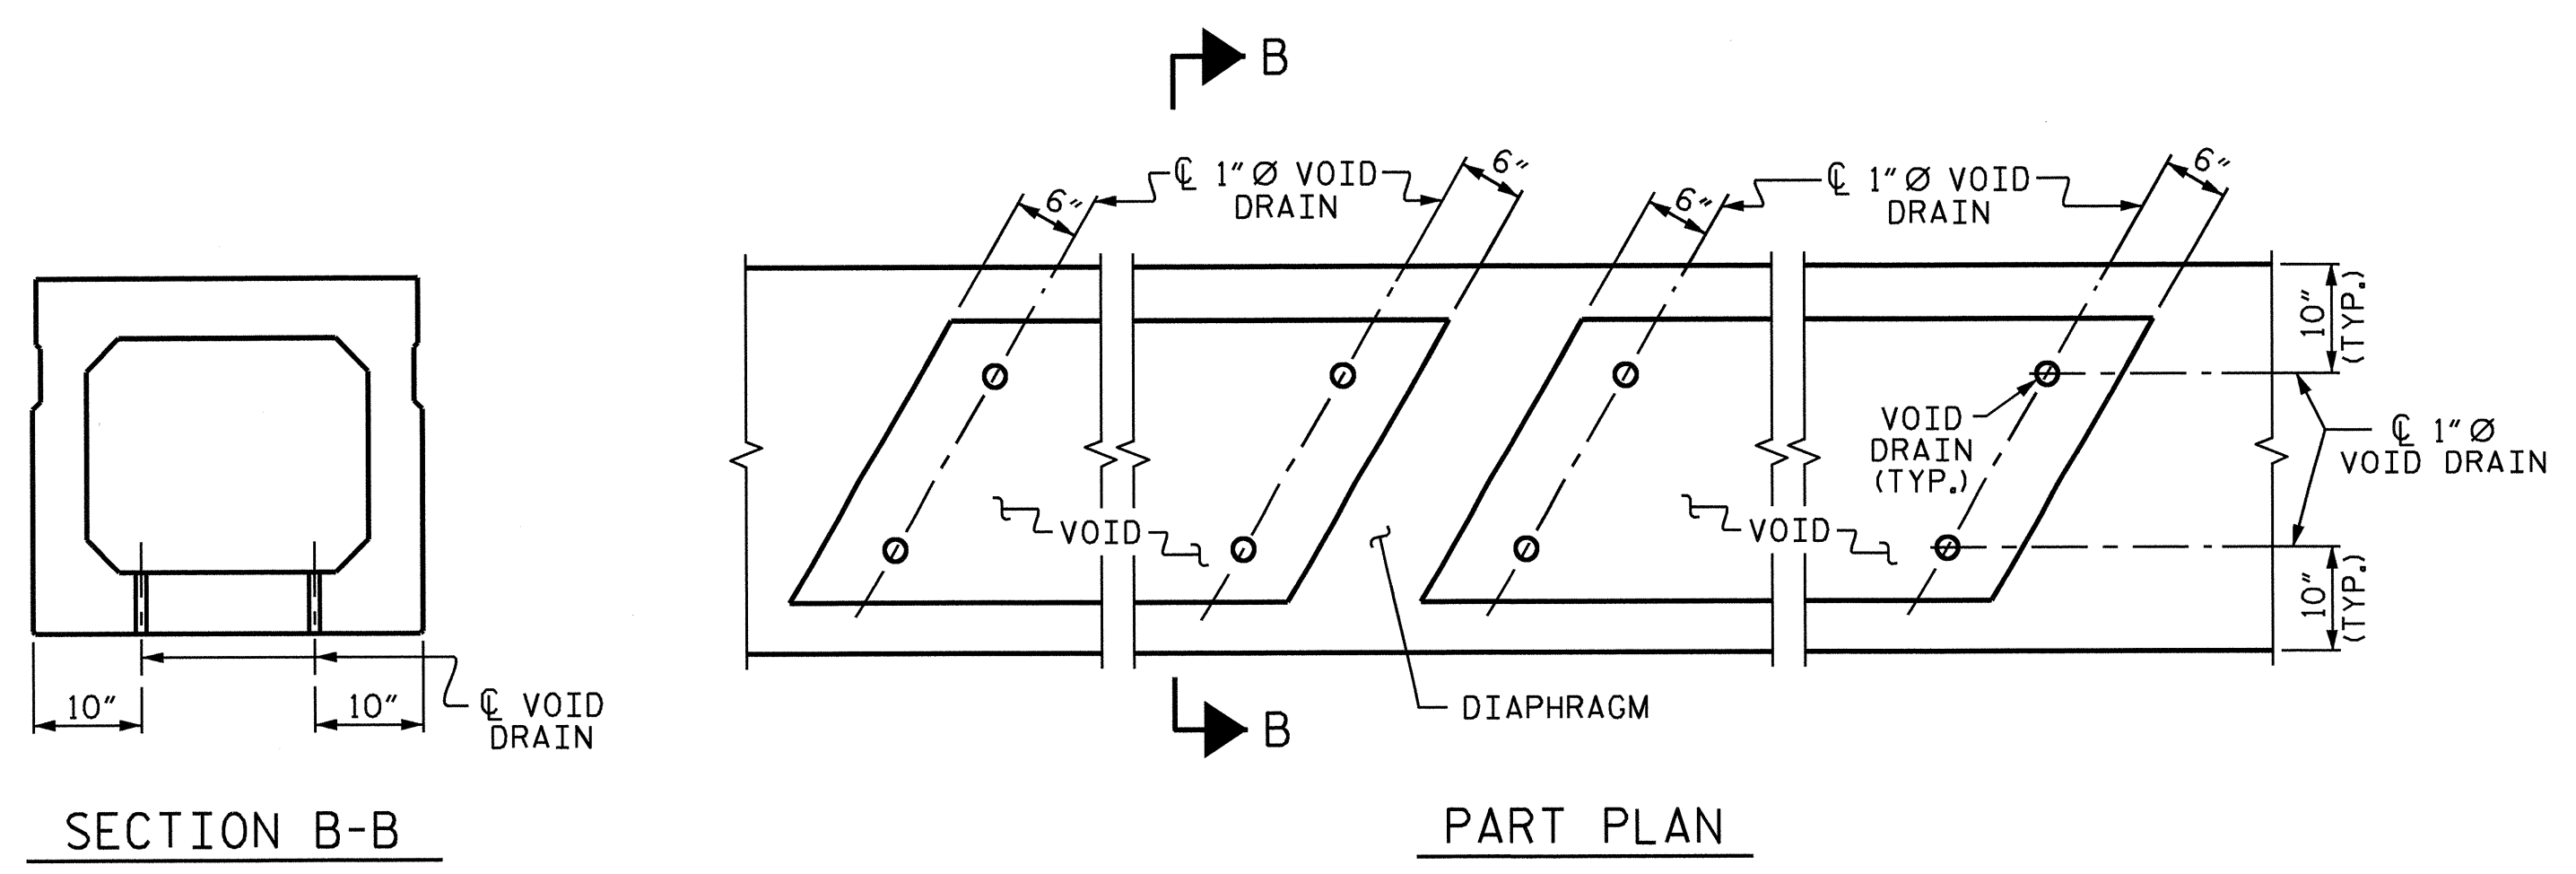 B
℄ 1" Ø VOID
DRAIN
6"
6"
℄ 1" Ø VOID
DRAIN
6"
6"
10"
(TYP.)
VOID
DRAIN
(TYP.)
℄ 1" Ø
VOID DRAIN
VOID
VOID
10"
(TYP.)
10"
10"
℄ VOID
DRAIN
DIAPHRAGM
B
SECTION B-B
PART PLAN